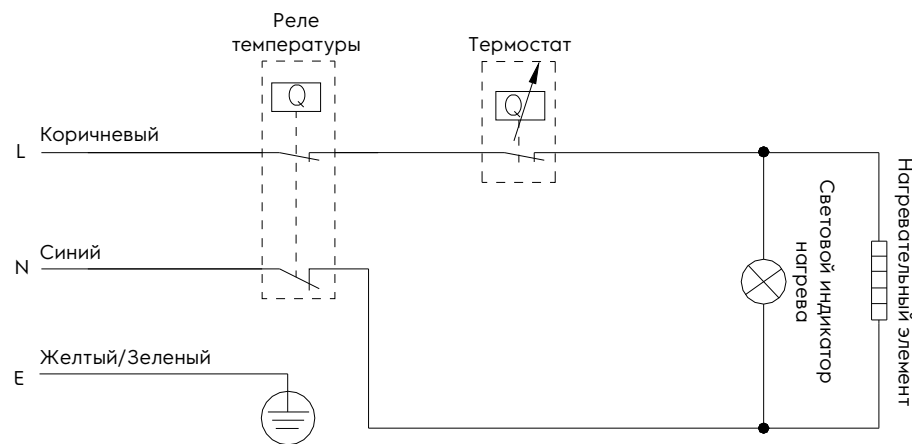 Реле
температуры
Термостат
Q
Q
L
Коричневый
N
Синий
E
Желтый/Зеленый
Световой индикатор
нагрева
Нагревательный элемент